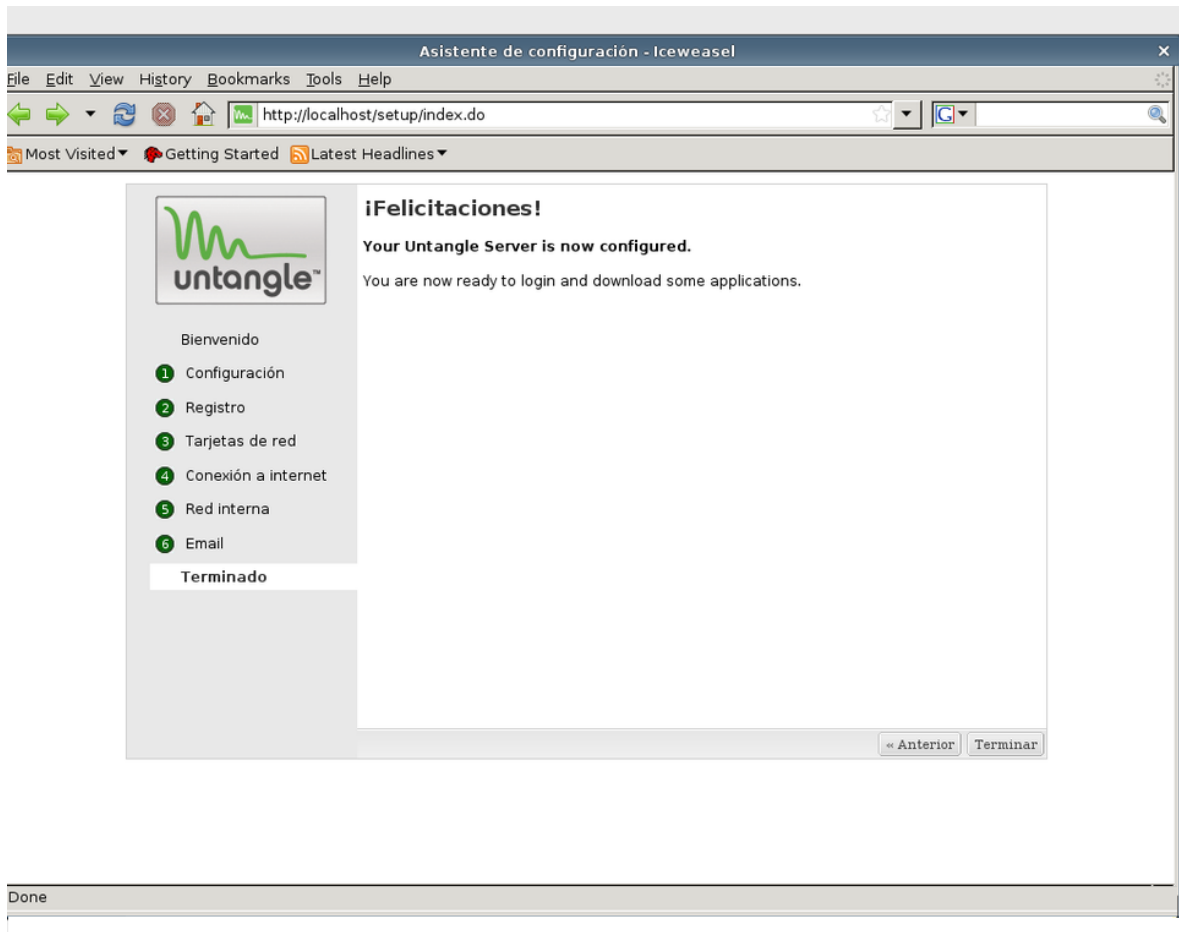 Asistente de configuración - Iceweasel
File Edit View History Bookmarks Tools Help
http://localhost/setup/index.do
G
Most Visited Getting Started Latest Headlines
untangle™
¡Felicitaciones!
Your Untangle Server is now configured.
You are now ready to login and download some applications.
Bienvenido
1 Configuración
2 Registro
3 Tarjetas de red
4 Conexión a internet
5 Red interna
6 Email
Terminado
« Anterior Terminar
Done